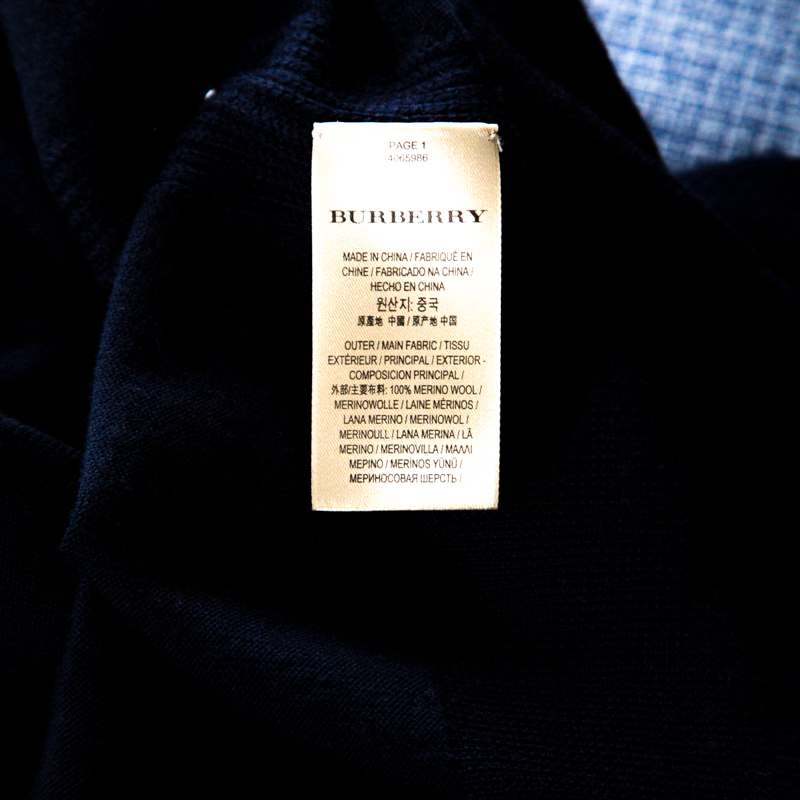 PAGE 1
4065986
BURBERRY
MADE IN CHINA / FABRIQUÉ EN
CHINE / FABRICADO NA CHINA /
HECHO EN CHINA
원산지: 중국
原產地 中國 / 原产地 中国
OUTER / MAIN FABRIC / TISSU
EXTÉRIEUR / PRINCIPAL / EXTERIOR -
COMPOSICION PRINCIPAL /
外部/主要布料: 100% MERINO WOOL /
MERINOWOLLE / LAINE MÉRINOS /
LANA MERINO / MERINOWOL /
MERINOULL / LANA MERINA / LÃ
MERINO / MERINOVILLA / ΜΑΛΛΙ
ΜΕΡΙΝΟ / MERINOS YÜNÜ /
МЕРИНОСОВАЯ ШЕРСТЬ /